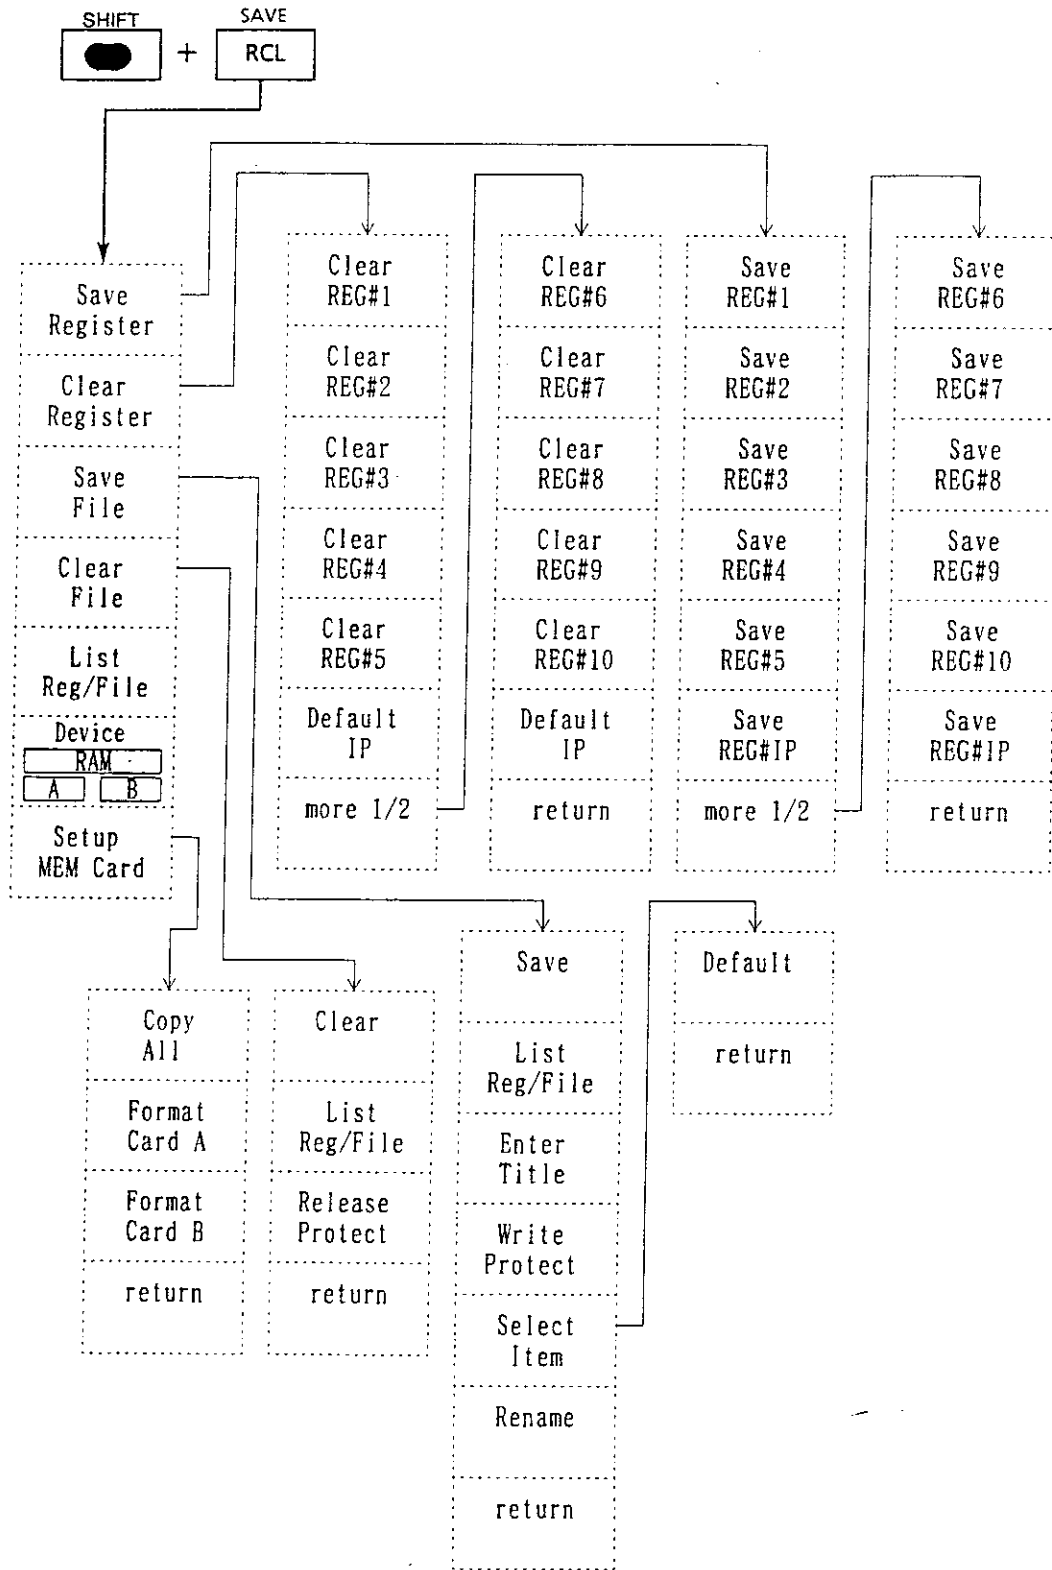 SHIFT
SAVE
+
RCL
Save
Register
Clear
Register
Save
File
Clear
File
List
Reg/File
Device
RAM
A
B
Setup
MEM Card
Clear
REG#1
Clear
REG#2
Clear
REG#3
Clear
REG#4
Clear
REG#5
Default
IP
more 1/2
Clear
REG#6
Clear
REG#7
Clear
REG#8
Clear
REG#9
Clear
REG#10
Default
IP
return
Save
REG#1
Save
REG#2
Save
REG#3
Save
REG#4
Save
REG#5
Save
REG#IP
more 1/2
Save
REG#6
Save
REG#7
Save
REG#8
Save
REG#9
Save
REG#10
Save
REG#IP
return
Copy
All
Format
Card A
Format
Card B
return
Clear
List
Reg/File
Release
Protect
return
Save
List
Reg/File
Enter
Title
Write
Protect
Select
Item
Rename
return
Default
return